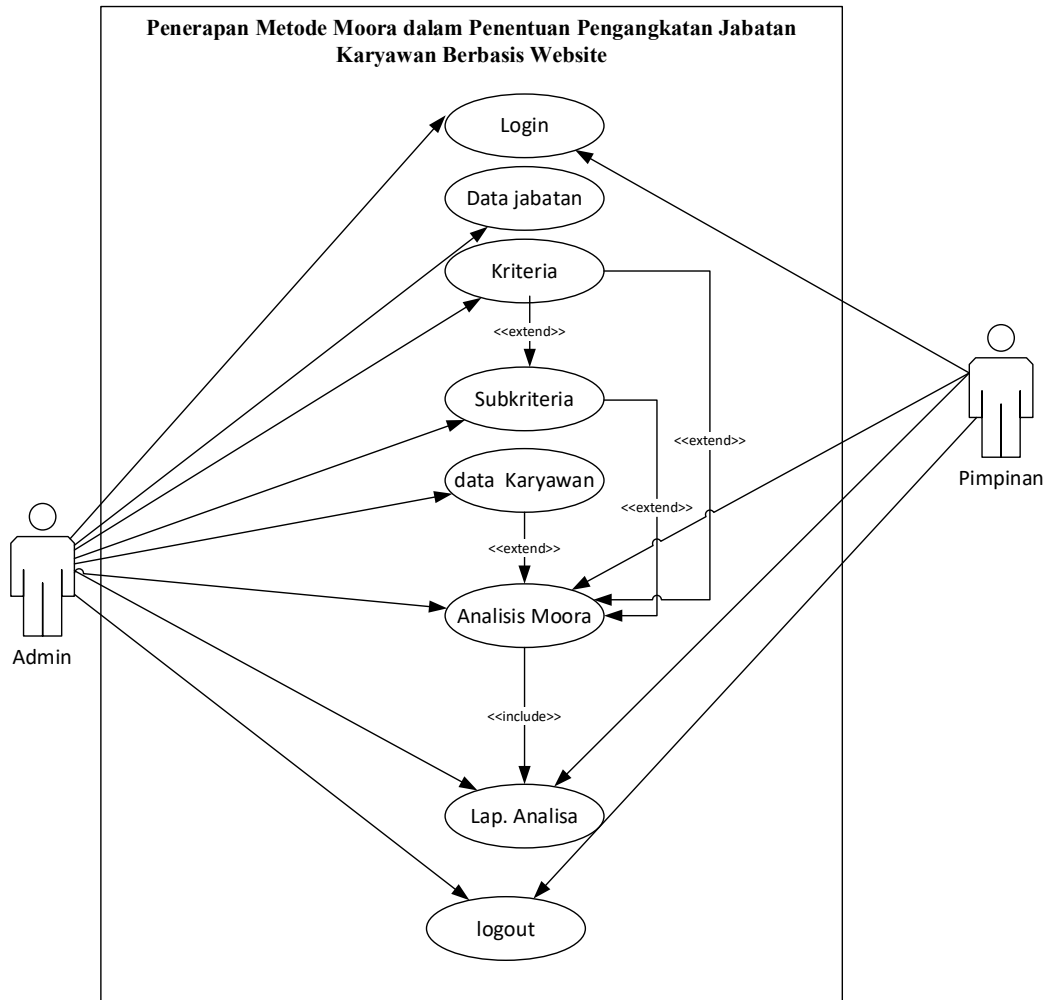 Penerapan Metode Moora dalam Penentuan Pengangkatan Jabatan
Karyawan Berbasis Website
Login
Data jabatan
Kriteria
<<extend>>
Subkriteria
<<extend>>
data Karyawan
<<extend>>
<<extend>>
Analisis Moora
<<include>>
Lap. Analisa
logout
Admin
Pimpinan